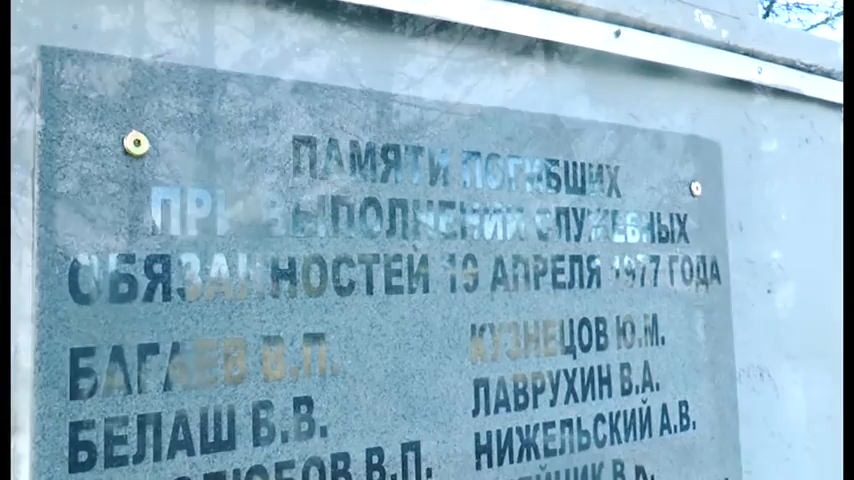 ПАМЯТИ ПОГИБШИХ
ПРИ ВЫПОЛНЕНИИ СЛУЖЕБНЫХ
ОБЯЗАННОСТЕЙ 19 АПРЕЛЯ 1977 ГОДА
БАГАЕВ В.П.
БЕЛАШ В.В.
В.П.
КУЗНЕЦОВ Ю.М.
ЛАВРУХИН В.А.
НИЖЕЛЬСКИЙ А.В.